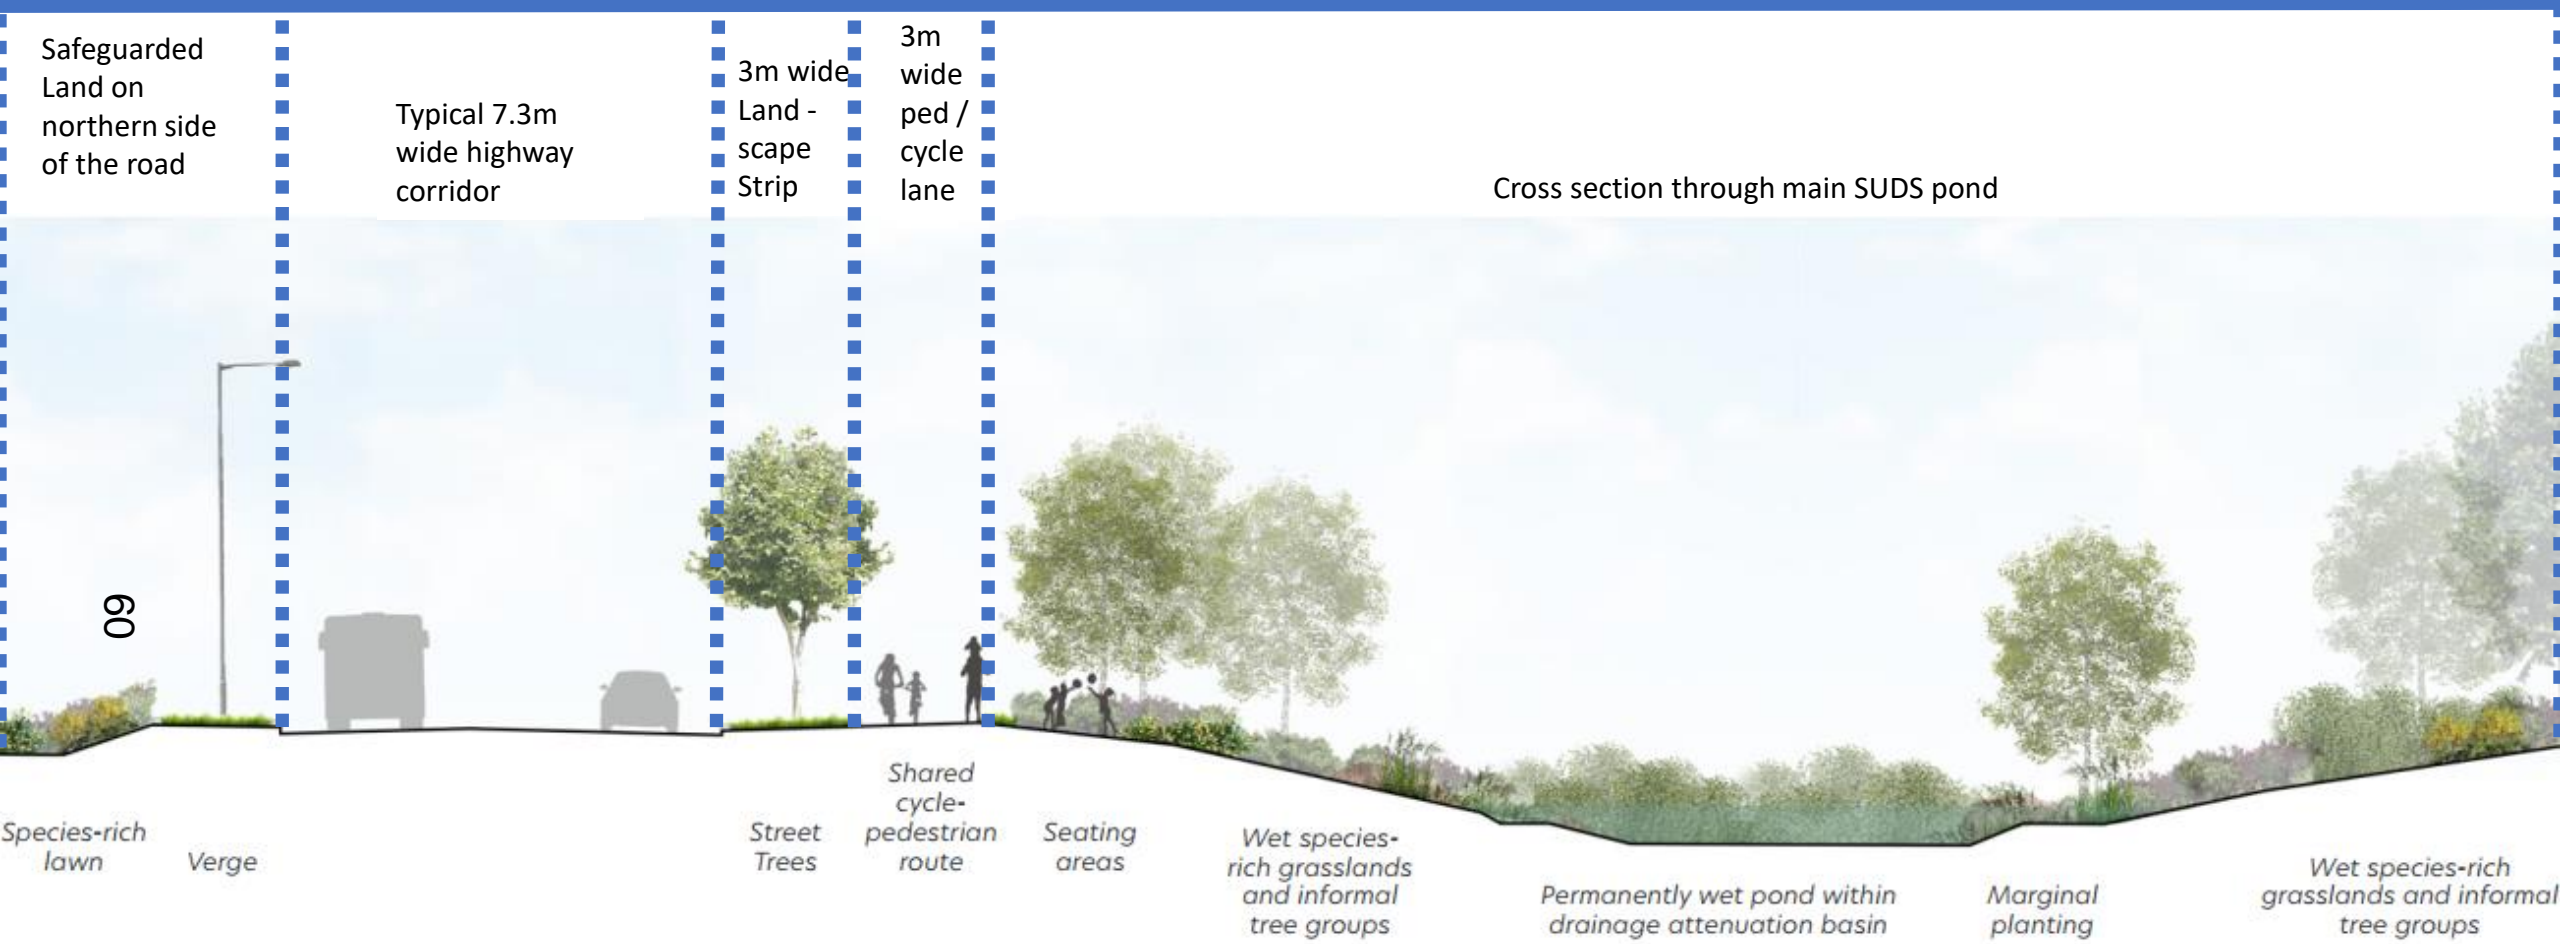 Safeguarded
Land on
northern side
of the road
Typical 7.3m
wide highway
corridor
3m wide
Land -
scape
Strip
3m
wide
ped /
cycle
lane
Cross section through main SUDS pond
60
Species-rich
lawn
Verge
Street
Trees
Shared
cycle-
pedestrian
route
Seating
areas
Wet species-
rich grasslands
and informal
tree groups
Permanently wet pond within
drainage attenuation basin
Marginal
planting
Wet species-rich
grasslands and informal
tree groups